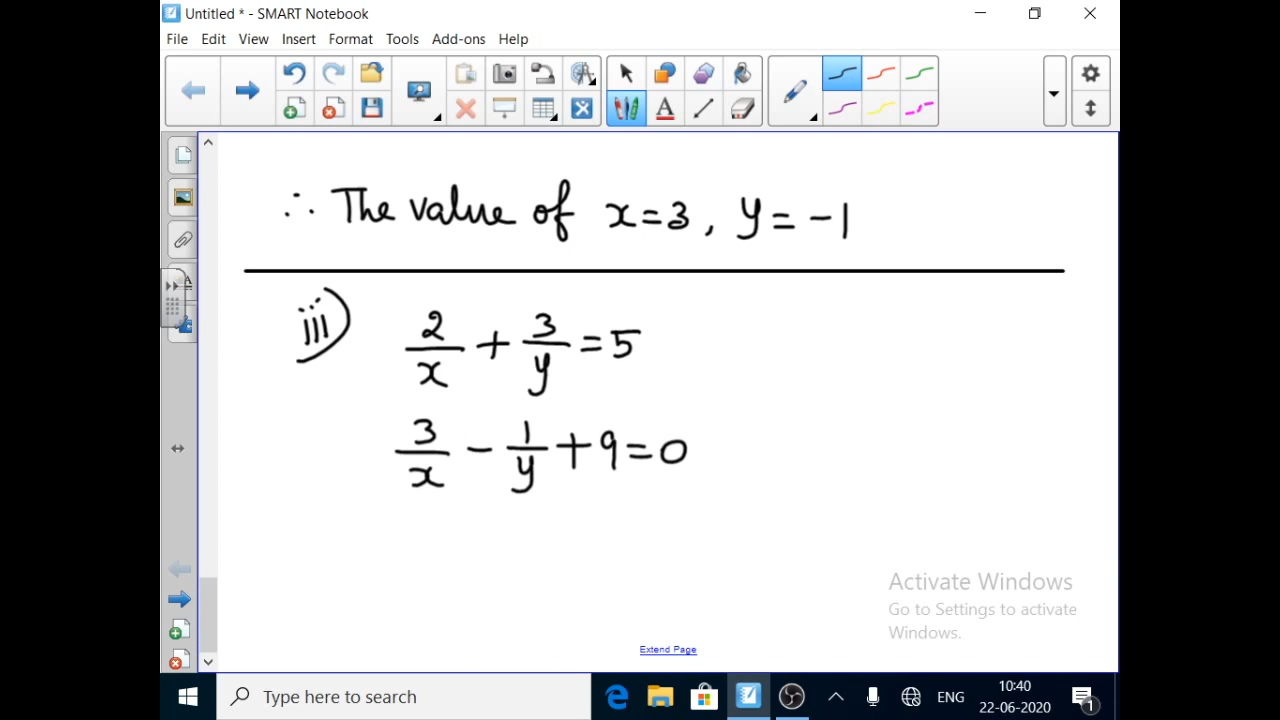 Untitled * - SMART Notebook
File Edit View Insert Format Tools Add-ons Help
∴ The value of x=3, y=-1
iii) 2/x + 3/y = 5
3/x - 1/y + 9 = 0
Activate Windows
Go to Settings to activate
Windows.
Extend Page
Type here to search
ENG
10:40
22-06-2020
1